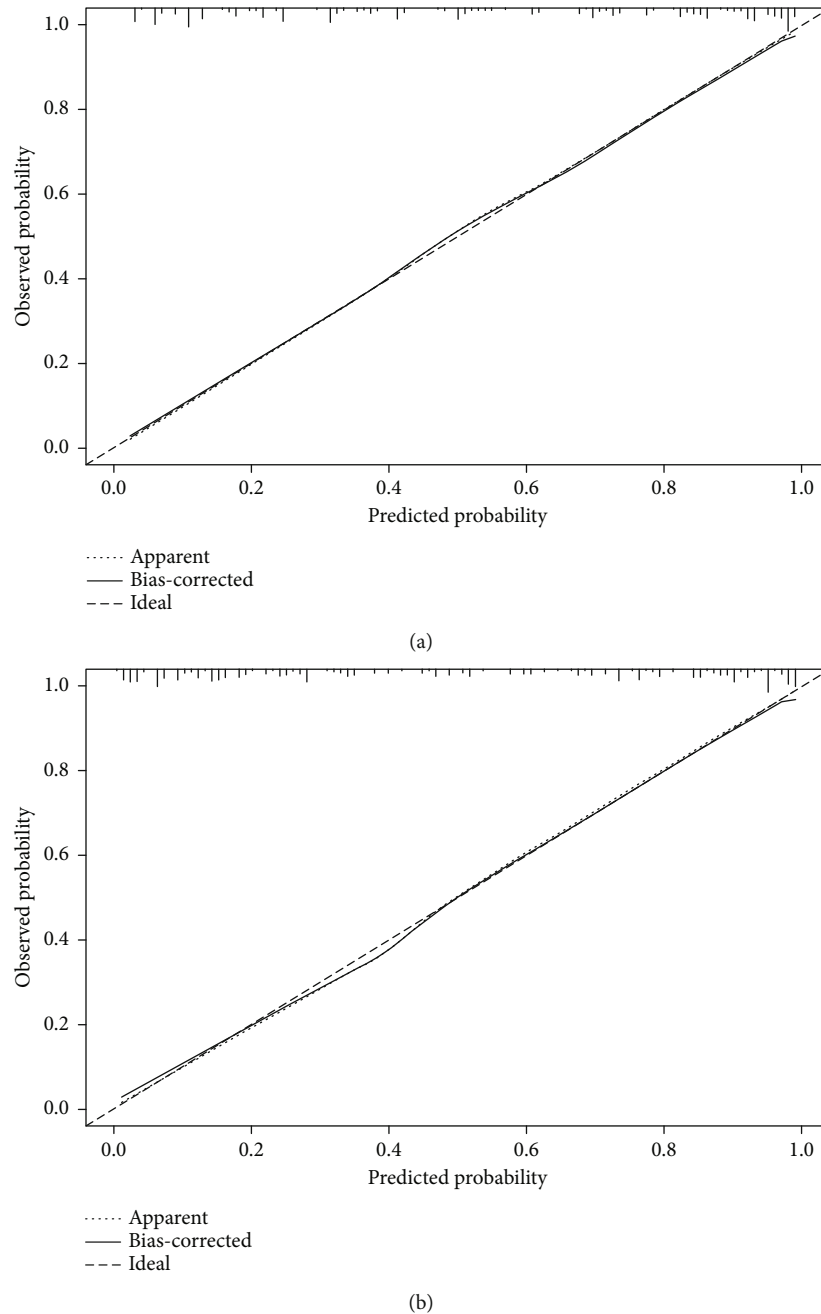 1.0
0.8
0.6
0.4
0.2
0.0
Observed probability
0.0 0.2 0.4 0.6 0.8 1.0
Predicted probability
Apparent
Bias-corrected
Ideal
(a)
1.0
0.8
0.6
0.4
0.2
0.0
Observed probability
0.0 0.2 0.4 0.6 0.8 1.0
Predicted probability
Apparent
Bias-corrected
Ideal
(b)